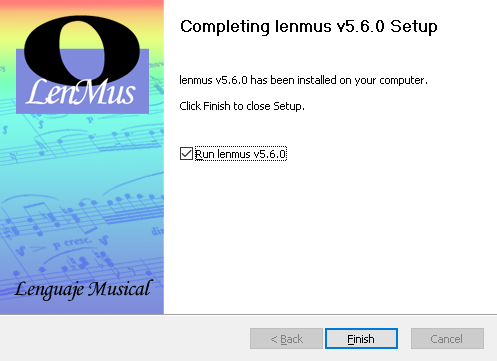 Completing lenmus v5.6.0 Setup
LenMus
lenmus v5.6.0 has been installed on your computer.
Click Finish to close Setup.
Run lenmus v5.6.0
p cresc.
Lenguaje Musical
< Back
Finish
Cancel